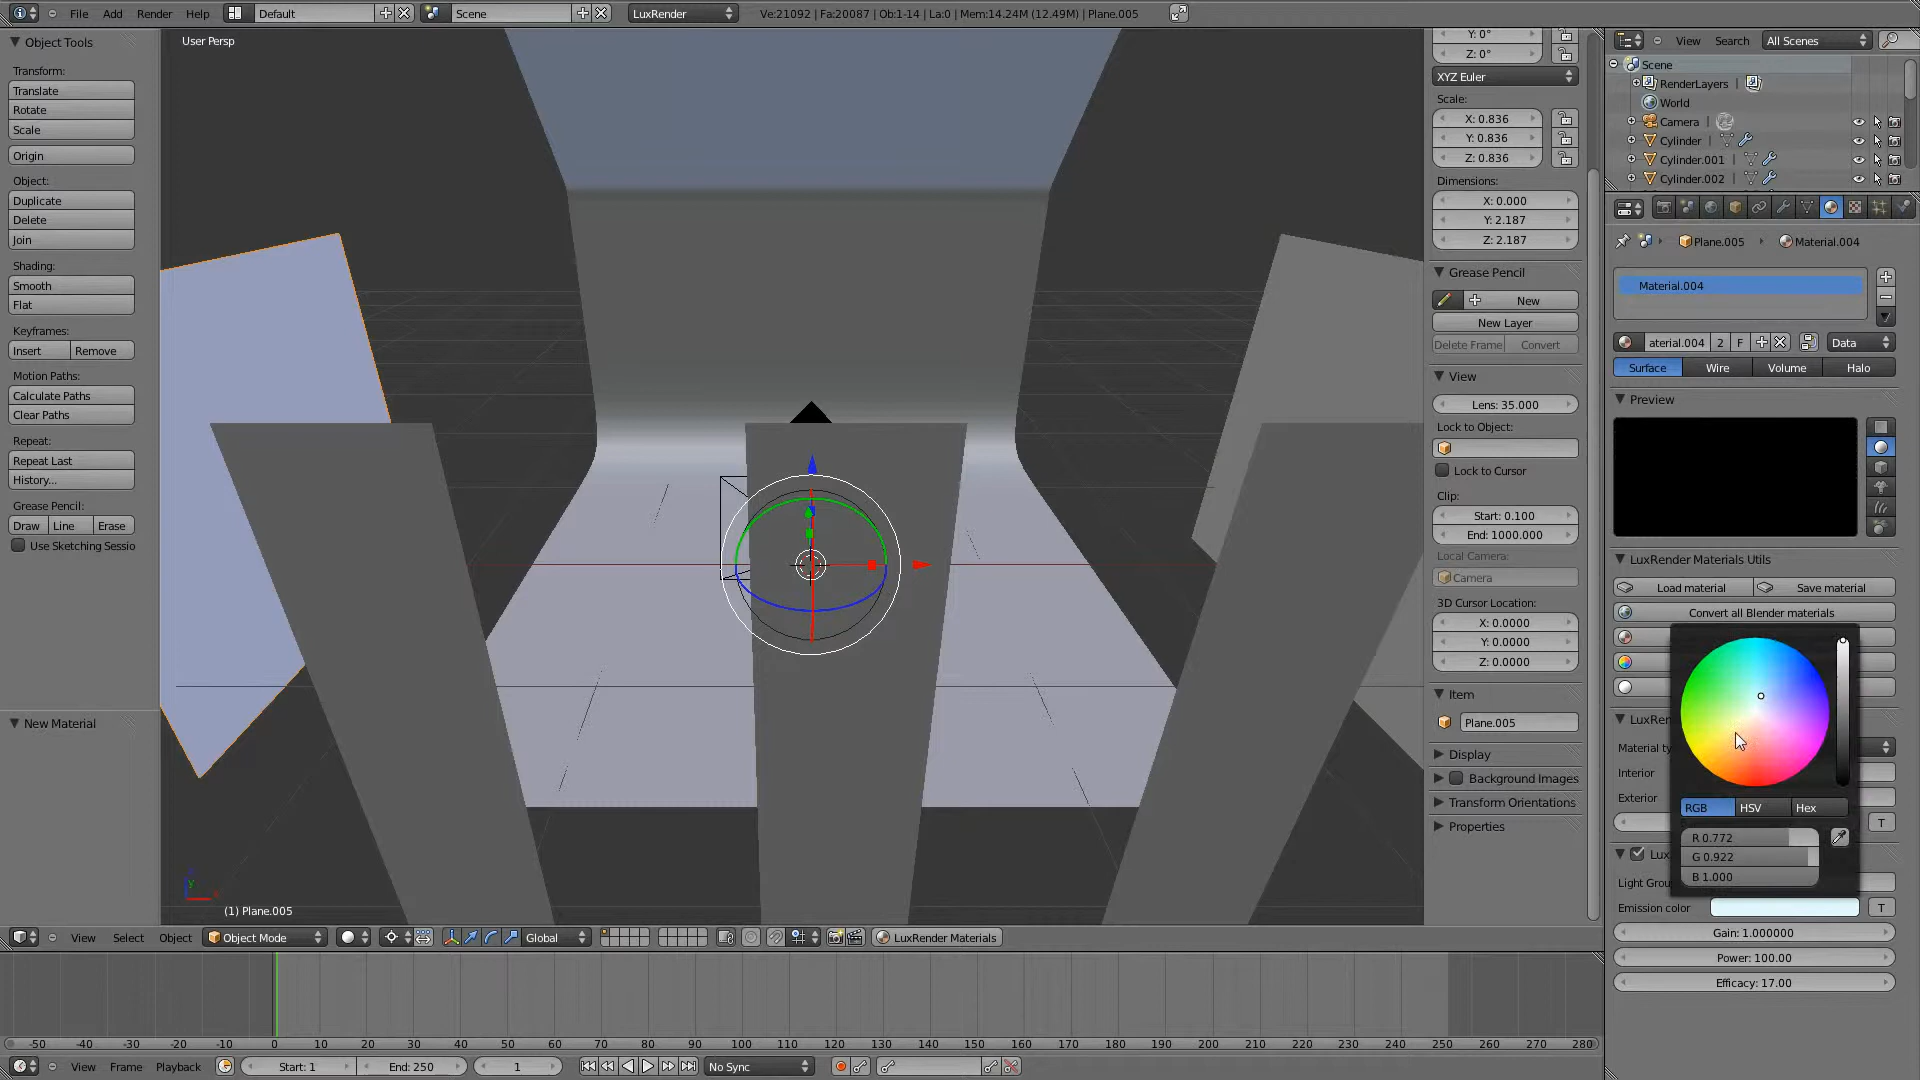 File Add Render Help Default Scene LuxRender Ve:21092 | Fa:20087 | Ob:1-14 | La:0 | Mem:14.24M (12.49M) | Plane.005
Object Tools
Transform:
Translate
Rotate
Scale
Origin
Object:
Duplicate
Delete
Join
Shading:
Smooth
Flat
Keyframes:
Insert Remove
Motion Paths:
Calculate Paths
Clear Paths
Repeat:
Repeat Last
History...
Grease Pencil:
Draw Line Erase
Use Sketching Sessio
New Material
User Persp
(1) Plane.005
Y: 0°
Z: 0°
XYZ Euler
Scale:
X: 0.836
Y: 0.836
Z: 0.836
Dimensions:
X: 0.000
Y: 2.187
Z: 2.187
Grease Pencil
New
New Layer
Delete Frame Convert
View
Lens: 35.000
Lock to Object:
Lock to Cursor
Clip:
Start: 0.100
End: 1000.000
Local Camera:
Camera
3D Cursor Location:
X: 0.0000
Y: 0.0000
Z: 0.0000
Item
Plane.005
Display
Background Images
Transform Orientations
Properties
View Search All Scenes
Scene
RenderLayers
World
Camera
Cylinder
Cylinder.001
Cylinder.002
Plane.005 Material.004
Material.004
aterial.004 2 F Data
Surface Wire Volume Halo
Preview
LuxRender Materials Utils
Load material Save material
Convert all Blender materials
LuxRen
Material ty
Interior
Exterior
T
Lux
Light Grou
RGB HSV Hex
R 0.772
G 0.922
B 1.000
Emission color T
Gain: 1.000000
Power: 100.00
Efficacy: 17.00
View Select Object Object Mode Global LuxRender Materials
-50 -40 -30 -20 -10 0 10 20 30 40 50 60 70 80 90 100 110 120 130 140 150 160 170 180 190 200 210 220 230 240 250 260 270 280
View Frame Playback Start: 1 End: 250 1 No Sync